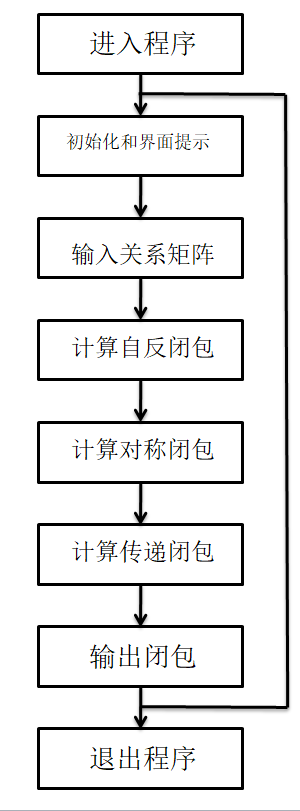 进入程序
初始化和界面提示
输入关系矩阵
计算自反闭包
计算对称闭包
计算传递闭包
输出闭包
退出程序